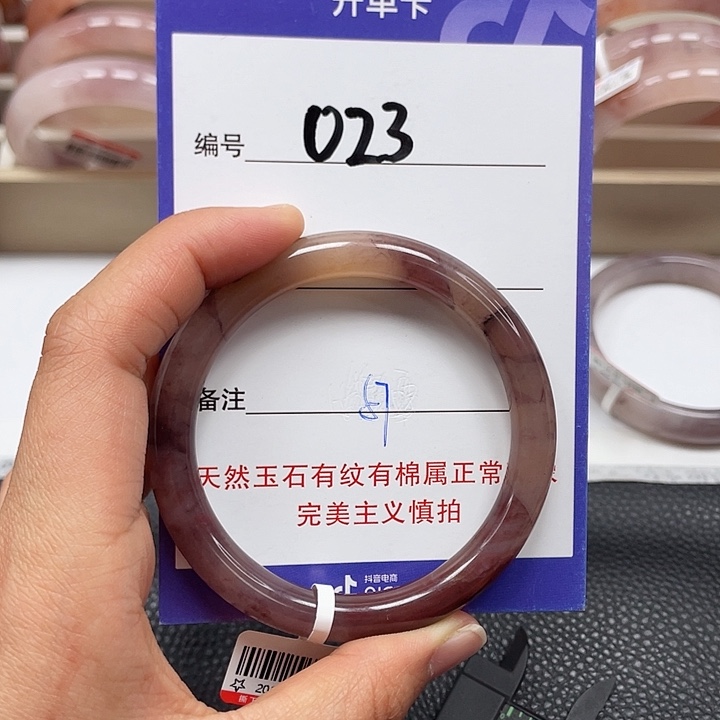 开单卡
编号 023
备注 57
天然玉石有纹有棉属正常
完美主义慎拍
抖音电商